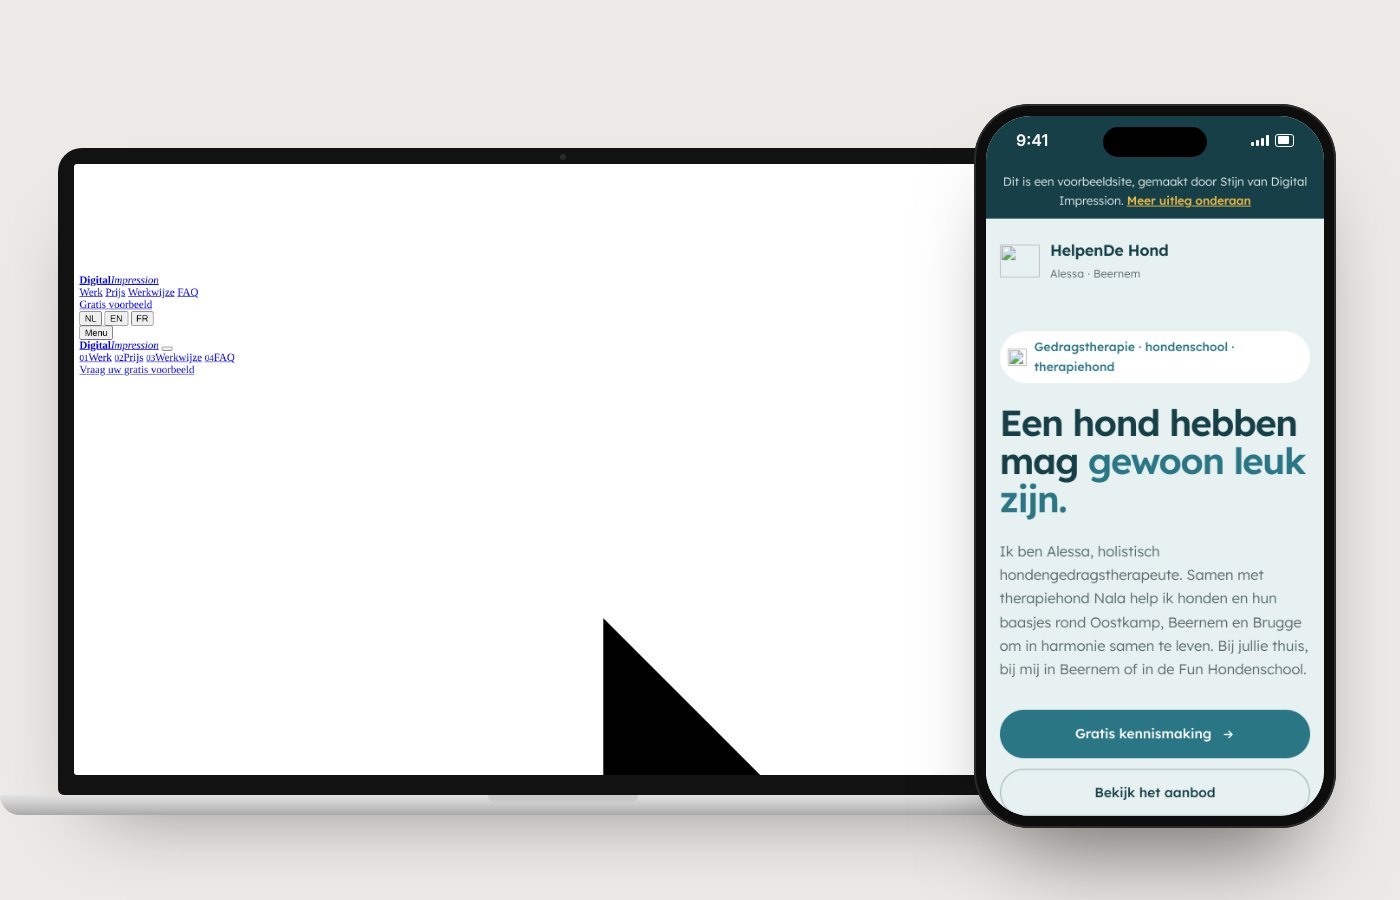 DigitalImpression
Werk Prijs Werkwijze FAQ
Gratis voorbeeld
NL EN FR
Menu
DigitalImpression
01Werk 02Prijs 03Werkwijze 04FAQ
Vraag uw gratis voorbeeld
9:41
Dit is een voorbeeldsite, gemaakt door Stijn van Digital
Impression. Meer uitleg onderaan
HelpenDe Hond
Alessa · Beernem
Gedragstherapie · hondenschool ·
therapiehond
Een hond hebben
mag gewoon leuk
zijn.
Ik ben Alessa, holistisch
hondengedragstherapeute. Samen met
therapiehond Nala help ik honden en hun
baasjes rond Oostkamp, Beernem en Brugge
om in harmonie samen te leven. Bij jullie thuis,
bij mij in Beernem of in de Fun Hondenschool.
Gratis kennismaking →
Bekijk het aanbod